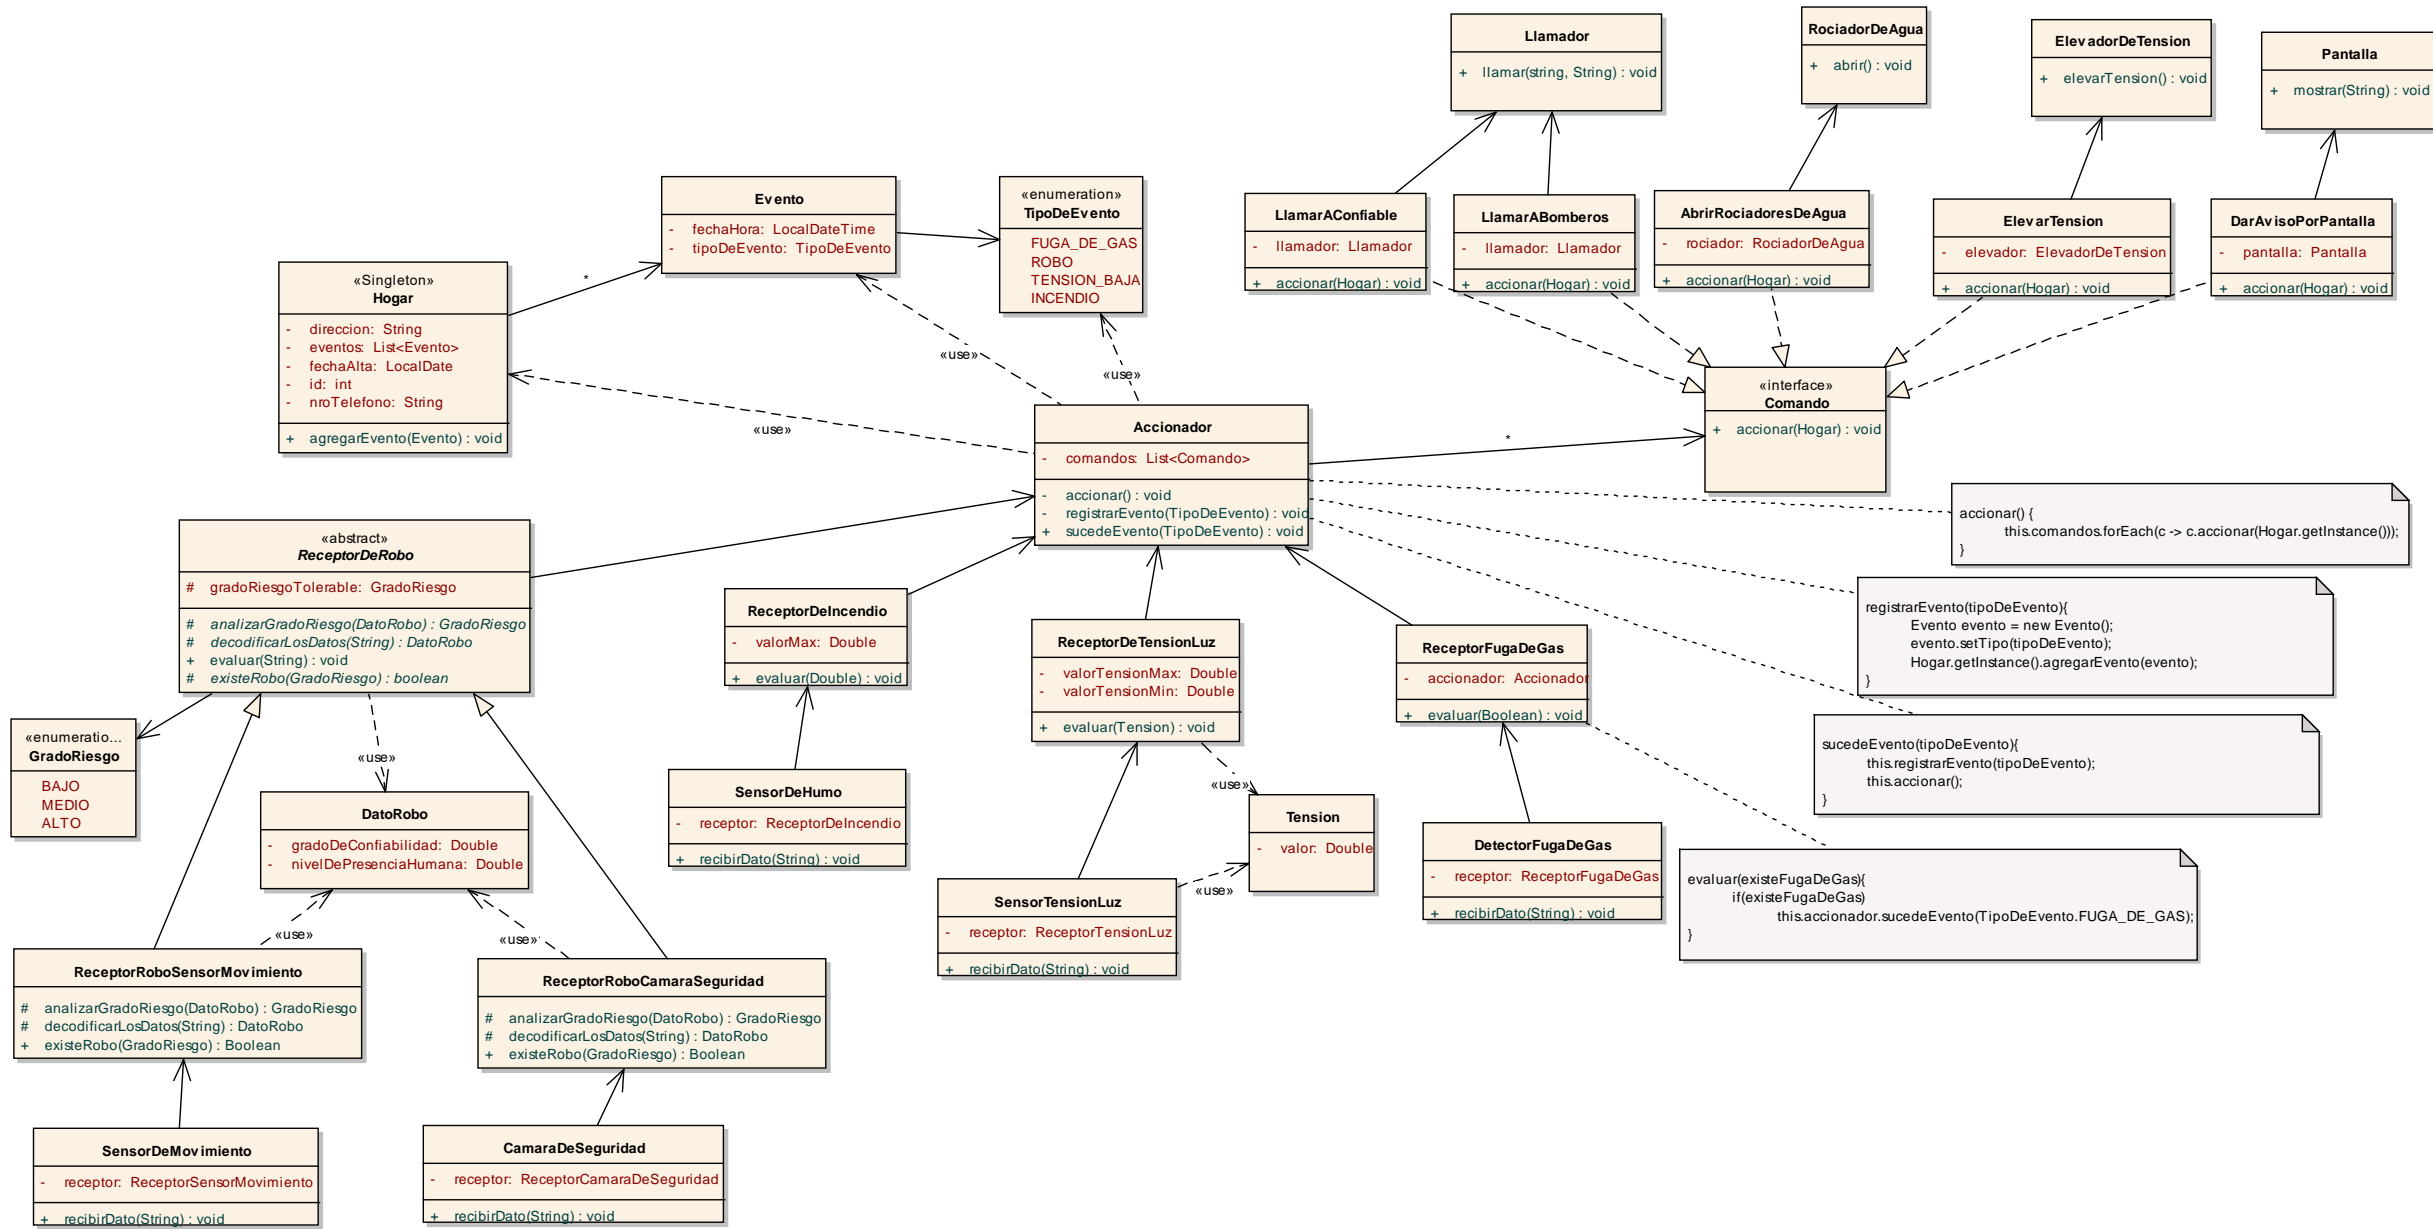 Llamador
+ llamar(string, String) : void
RociadorDeAgua
+ abrir() : void
ElevadorDeTension
+ elevarTension() : void
Pantalla
+ mostrar(String) : void
Evento
- fechaHora: LocalDateTime
- tipoDeEvento: TipoDeEvento
«enumeration»
TipoDeEvento
FUGA_DE_GAS
ROBO
TENSION_BAJA
INCENDIO
LlamarAConfiable
- llamador: Llamador
+ accionar(Hogar) : void
LlamarABomberos
- llamador: Llamador
+ accionar(Hogar) : void
AbrirRociadoresDeAgua
- rociador: RociadorDeAgua
+ accionar(Hogar) : void
ElevarTension
- elevador: ElevadorDeTension
+ accionar(Hogar) : void
DarAvisoPorPantalla
- pantalla: Pantalla
+ accionar(Hogar) : void
«Singleton»
Hogar
- direccion: String
- eventos: List<Evento>
- fechaAlta: LocalDate
- id: int
- nroTelefono: String
+ agregarEvento(Evento) : void
*
«use»
«use»
«use»
«interface»
Comando
+ accionar(Hogar) : void
Accionador
- comandos: List<Comando>
- accionar() : void
- registrarEvento(TipoDeEvento) : void
+ sucedeEvento(TipoDeEvento) : void
*
accionar() {
this.comandos.forEach(c -> c.accionar(Hogar.getInstance()));
}
registrarEvento(tipoDeEvento){
Evento evento = new Evento();
evento.setTipo(tipoDeEvento);
Hogar.getInstance().agregarEvento(evento);
}
sucedeEvento(tipoDeEvento){
this.registrarEvento(tipoDeEvento);
this.accionar();
}
evaluar(existeFugaDeGas){
if(existeFugaDeGas)
this.accionador.sucedeEvento(TipoDeEvento.FUGA_DE_GAS);
}
«abstract»
ReceptorDeRobo
# gradoRiesgoTolerable: GradoRiesgo
# analizarGradoRiesgo(DatoRobo) : GradoRiesgo
# decodificarLosDatos(String) : DatoRobo
+ evaluar(String) : void
# existeRobo(GradoRiesgo) : boolean
ReceptorDeIncendio
- valorMax: Double
+ evaluar(Double) : void
ReceptorDeTensionLuz
- valorTensionMax: Double
- valorTensionMin: Double
+ evaluar(Tension) : void
ReceptorFugaDeGas
- accionador: Accionador
+ evaluar(Boolean) : void
«enumeratio...
GradoRiesgo
BAJO
MEDIO
ALTO
«use»
DatoRobo
- gradoDeConfiabilidad: Double
- nivelDePresenciaHumana: Double
SensorDeHumo
- receptor: ReceptorDeIncendio
+ recibirDato(String) : void
«use»
Tension
- valor: Double
DetectorFugaDeGas
- receptor: ReceptorFugaDeGas
+ recibirDato(String) : void
SensorTensionLuz
- receptor: ReceptorTensionLuz
+ recibirDato(String) : void
«use»
«use»
«use»
ReceptorRoboSensorMovimiento
# analizarGradoRiesgo(DatoRobo) : GradoRiesgo
# decodificarLosDatos(String) : DatoRobo
+ existeRobo(GradoRiesgo) : Boolean
ReceptorRoboCamaraSeguridad
# analizarGradoRiesgo(DatoRobo) : GradoRiesgo
# decodificarLosDatos(String) : DatoRobo
+ existeRobo(GradoRiesgo) : Boolean
SensorDeMovimiento
- receptor: ReceptorSensorMovimiento
+ recibirDato(String) : void
CamaraDeSeguridad
- receptor: ReceptorCamaraDeSeguridad
+ recibirDato(String) : void